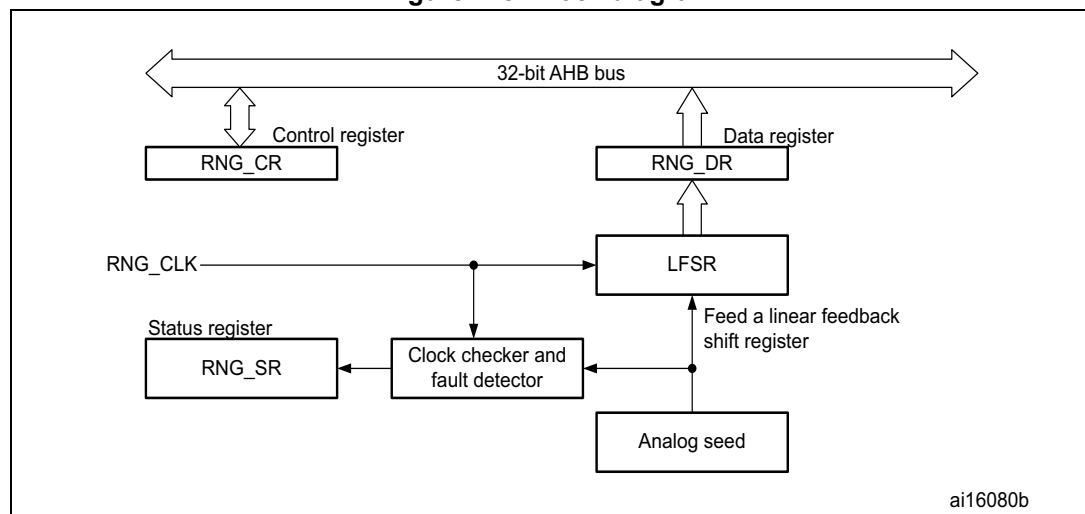 32-bit AHB bus
Control register
Data register
RNG_CR
RNG_DR
RNG_CLK
LFSR
Feed a linear feedback
shift register
Status register
RNG_SR
Clock checker and
fault detector
Analog seed
ai16080b